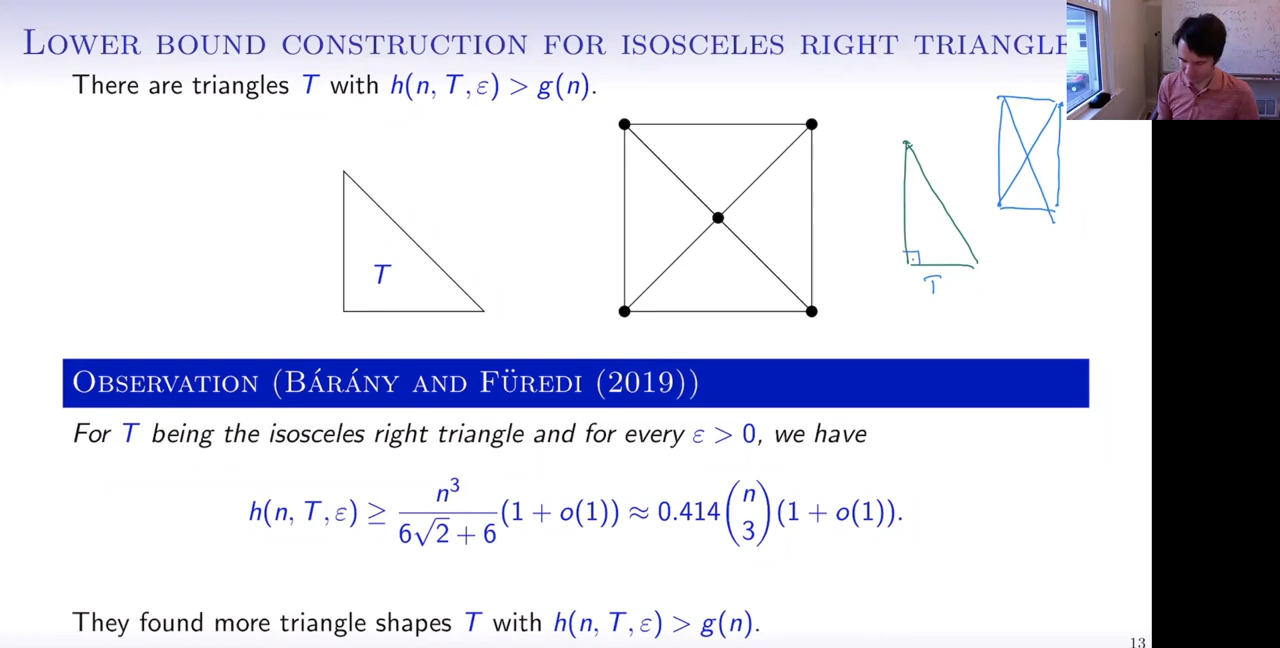 LOWER BOUND CONSTRUCTION FOR ISOSCELES RIGHT TRIANGLE
There are triangles T with h(n, T, ε) > g(n).
T
T
OBSERVATION (BÁRÁNY AND FÜREDI (2019))
For T being the isosceles right triangle and for every ε > 0, we have
h(n, T, ε) ≥ n³ / (6√2 + 6) (1 + o(1)) ≈ 0.414 (n 3) (1 + o(1)).
They found more triangle shapes T with h(n, T, ε) > g(n).
13